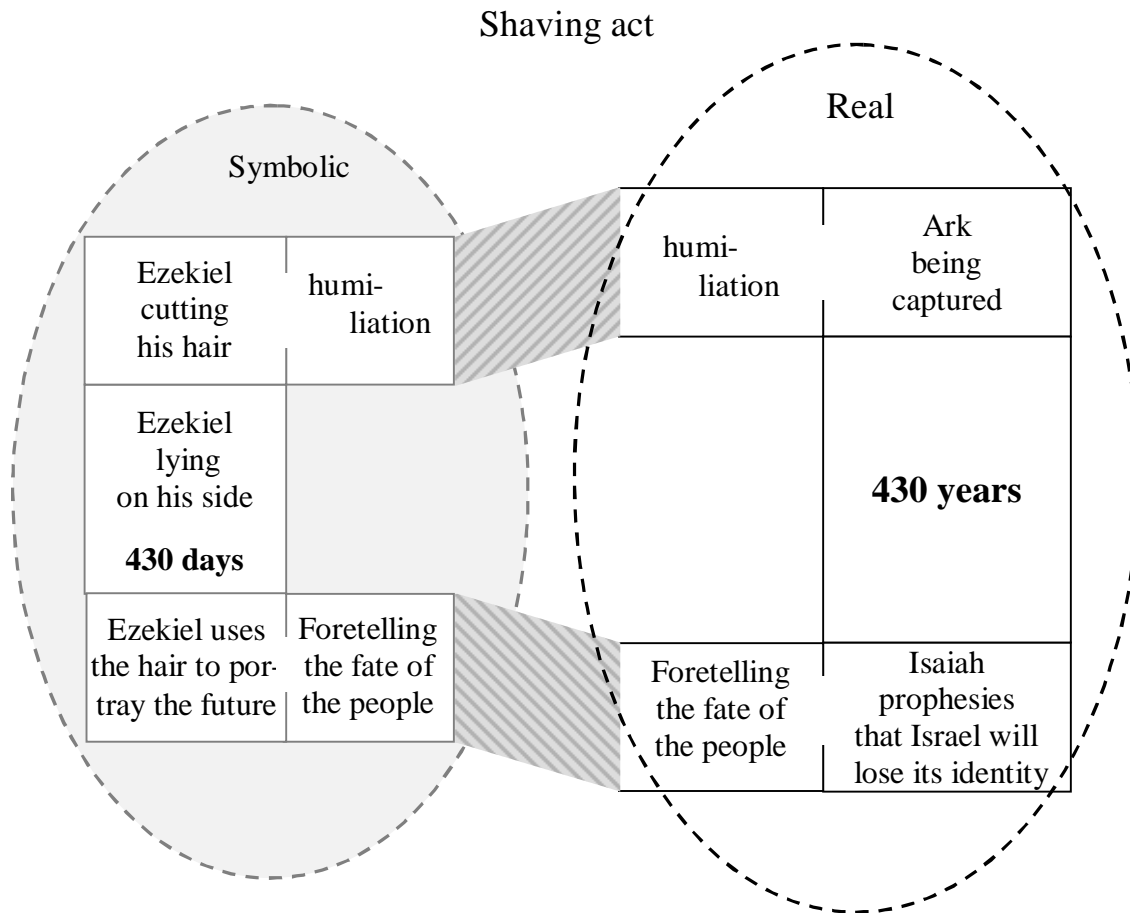 Shaving act
Symbolic
Ezekiel
cutting
his hair
humi-
liation
Ezekiel
lying
on his side
430 days
Ezekiel uses
the hair to por-
tray the future
Foretelling
the fate of
the people
Real
humi-
liation
Ark
being
captured
430 years
Foretelling
the fate of
the people
Isaiah
prophesies
that Israel will
lose its identity